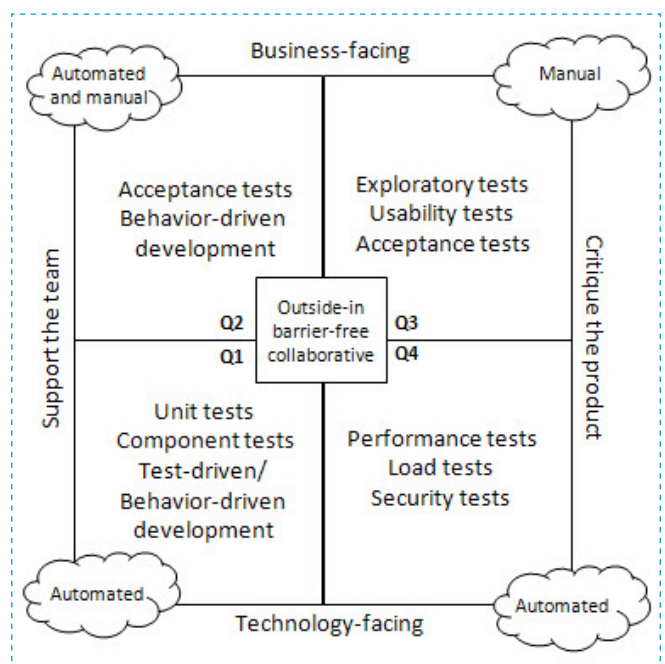 Business-facing
Automated
and manual
Manual
Acceptance tests
Behavior-driven
development
Exploratory tests
Usability tests
Acceptance tests
Support the team
Critique the product
Q2
Q1
Outside-in
barrier-free
collaborative
Q3
Q4
Unit tests
Component tests
Test-driven/
Behavior-driven
development
Performance tests
Load tests
Security tests
Automated
Automated
Technology-facing